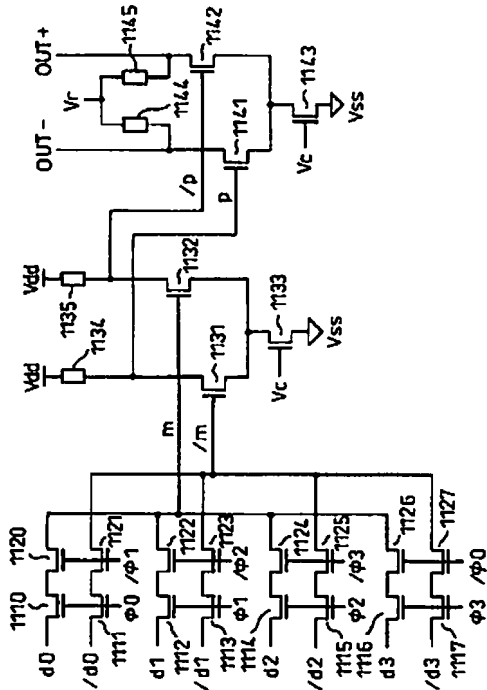 OUT-
OUT+
Vr
1144
1145
1142
1141
1143
Vc
Vss
/p
p
Vdd
Vdd
1134
1135
1132
1131
1133
Vc
Vss
m
/m
1110
1120
d0
/d0
1111
1121
φ0
/φ1
d1
1112
1122
/d1
1113
1123
φ1
/φ2
d2
1114
1124
/d2
1115
1125
φ2
/φ3
d3
1116
1126
/d3
1117
1127
φ3
/φ0